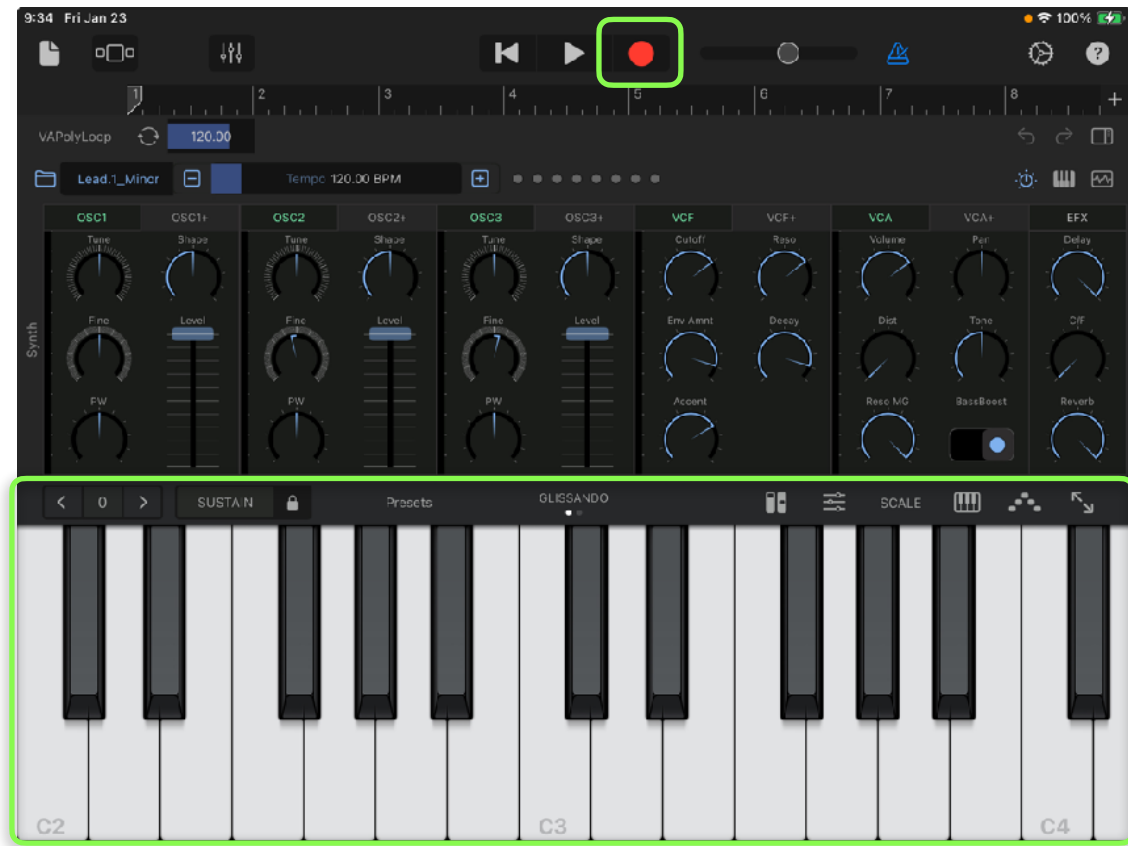 9:34 Fri Jan 23
100%
?
1 2 3 4 5 6 7 8
VAPolyLoop 120.00
Lead.1_Minor Tempo 120.00 BPM
OSC1 OSC1+ OSC2 OSC2+ OSC3 OSC3+ VCF VCF+ VCA VCA+ EFX
Tune Shape Tune Shape Tune Shape Cutoff Reso Volume Pan Delay
Synth
Fine Level Fine Level Fine Level Env Amnt Decay Dist Tone D/F
PW PW PW Accent Reso MG BassBoost Reverb
< 0 > SUSTAIN Presets GLISSANDO SCALE
C2 C3 C4